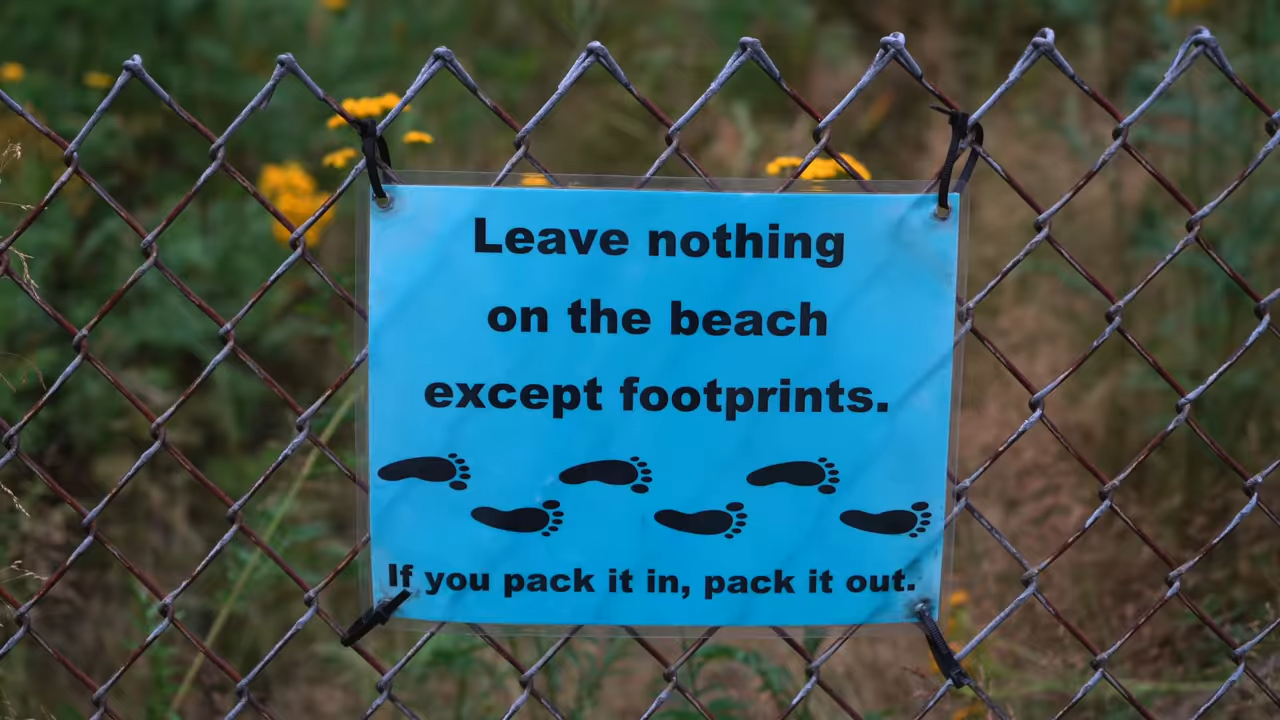 Leave nothing
on the beach
except footprints.
If you pack it in, pack it out.